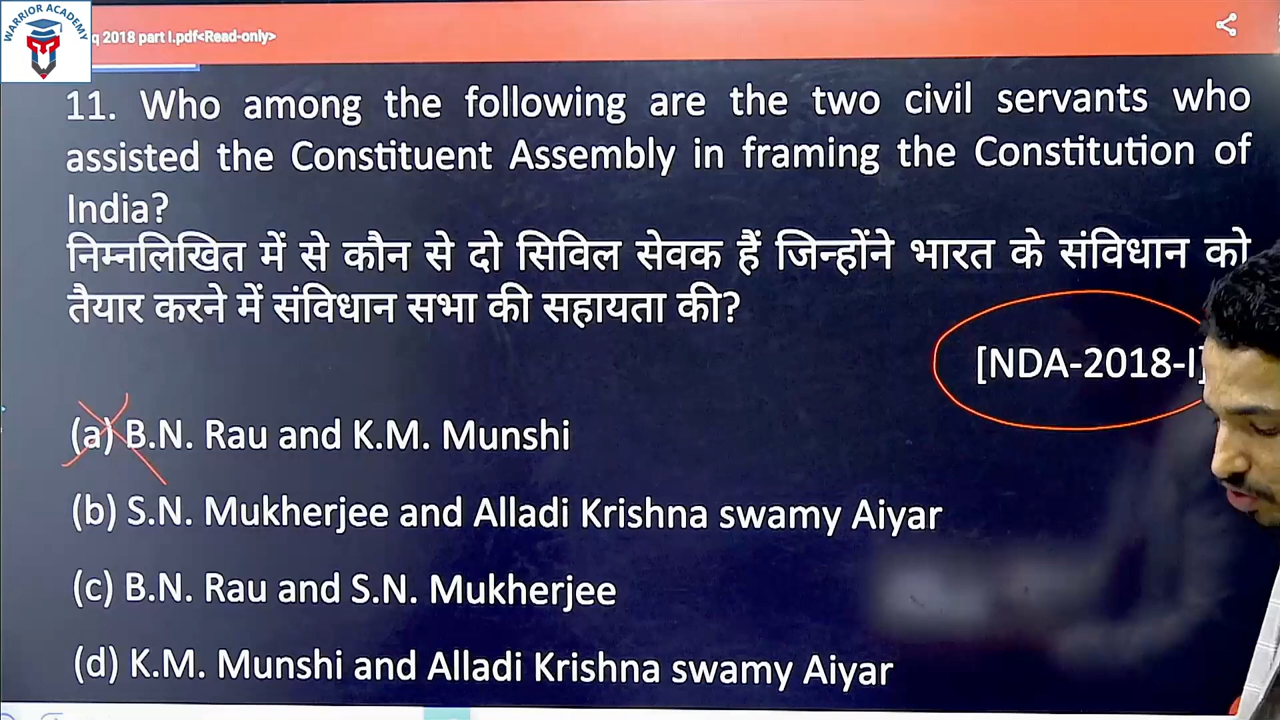 WARRIOR ACADEMY
q 2018 part I.pdf<Read-only>
11. Who among the following are the two civil servants who
assisted the Constituent Assembly in framing the Constitution of
India?
निम्नलिखित में से कौन से दो सिविल सेवक हैं जिन्होंने भारत के संविधान को
तैयार करने में संविधान सभा की सहायता की?
[NDA-2018-I]
(a) B.N. Rau and K.M. Munshi
(b) S.N. Mukherjee and Alladi Krishna swamy Aiyar
(c) B.N. Rau and S.N. Mukherjee
(d) K.M. Munshi and Alladi Krishna swamy Aiyar